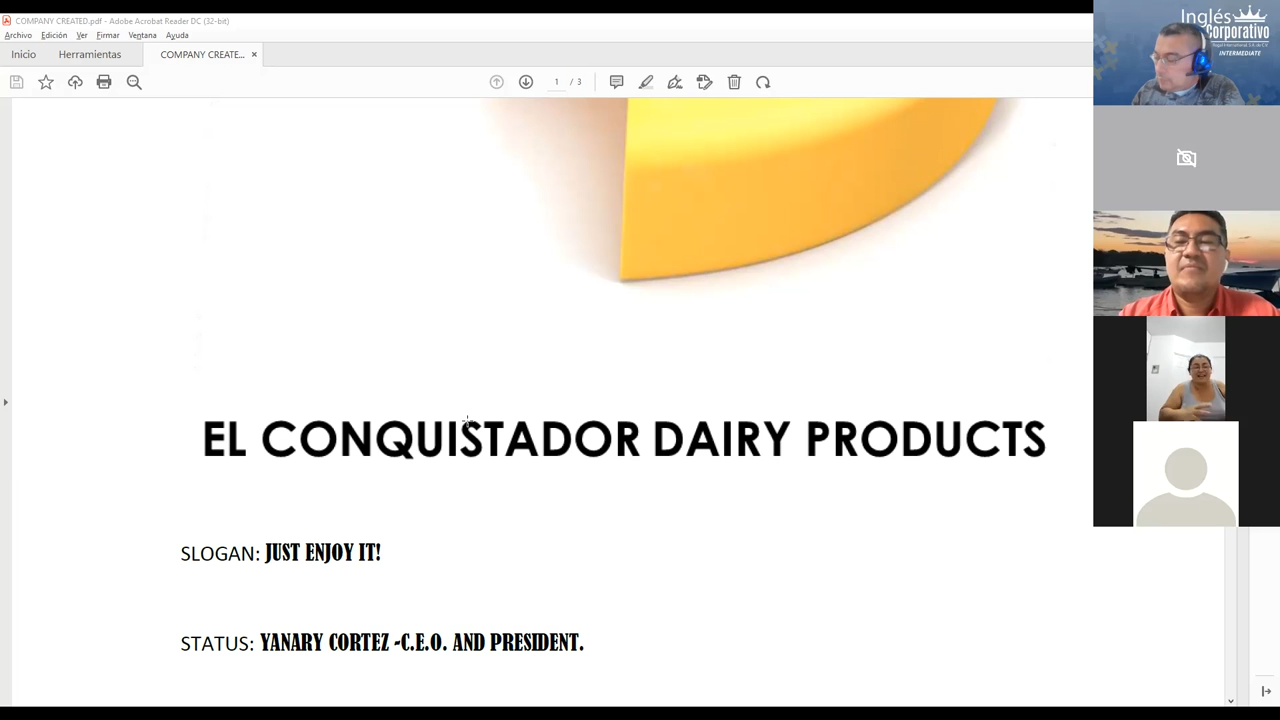 COMPANY CREATED.pdf - Adobe Acrobat Reader DC (32-bit)
Archivo Edición Ver Firmar Ventana Ayuda
Inicio Herramientas COMPANY CREATE... ×
1 / 3
Inglés
Corporativo
INTERMEDIATE
EL CONQUISTADOR DAIRY PRODUCTS
SLOGAN: JUST ENJOY IT!
STATUS: YANARY CORTEZ -C.E.O. AND PRESIDENT.